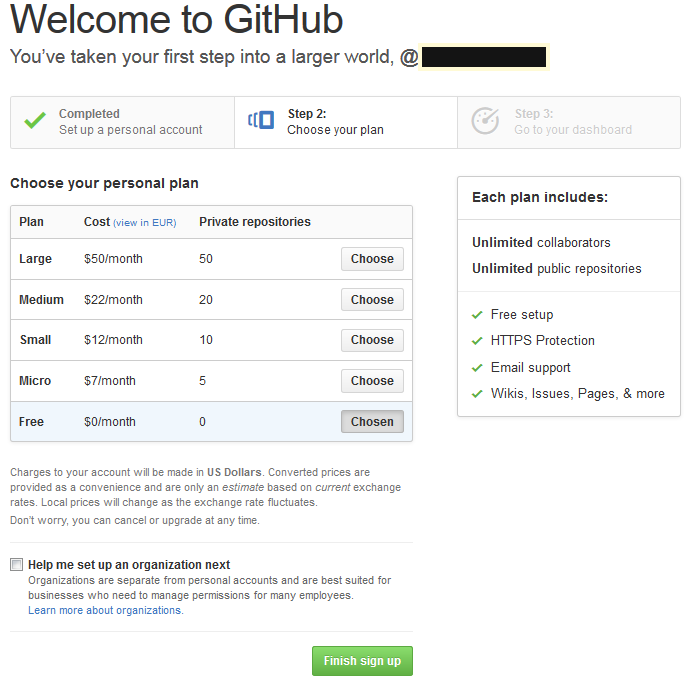 Welcome to GitHub
You've taken your first step into a larger world, @
Completed
Set up a personal account
Step 2:
Choose your plan
Step 3:
Go to your dashboard
Choose your personal plan
Plan Cost (view in EUR) Private repositories
Large $50/month 50 Choose
Medium $22/month 20 Choose
Small $12/month 10 Choose
Micro $7/month 5 Choose
Free $0/month 0 Chosen
Charges to your account will be made in US Dollars. Converted prices are
provided as a convenience and are only an estimate based on current exchange
rates. Local prices will change as the exchange rate fluctuates.
Don't worry, you can cancel or upgrade at any time.
Help me set up an organization next
Organizations are separate from personal accounts and are best suited for
businesses who need to manage permissions for many employees.
Learn more about organizations.
Finish sign up
Each plan includes:
Unlimited collaborators
Unlimited public repositories
Free setup
HTTPS Protection
Email support
Wikis, Issues, Pages, & more